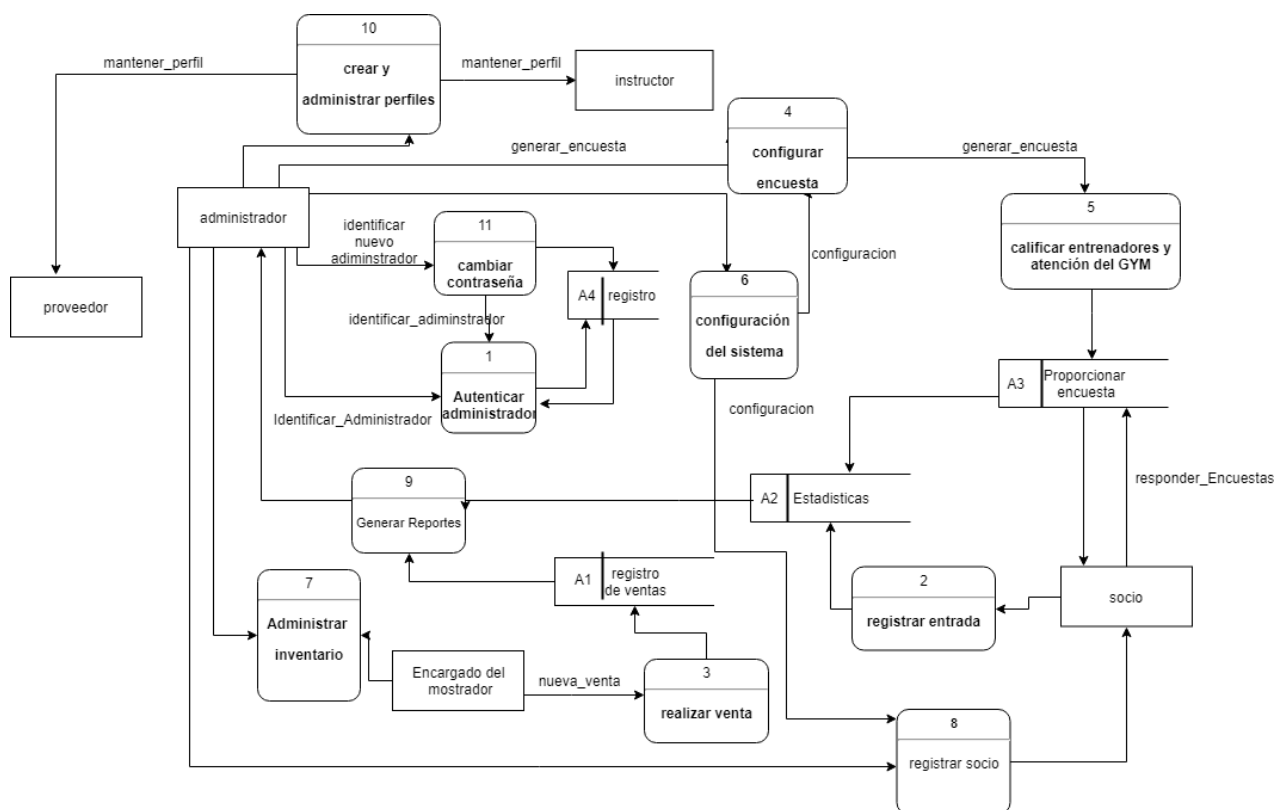 10
crear y
administrar perfiles
mantener_perfil
mantener_perfil
instructor
4
configurar
encuesta
generar_encuesta
generar_encuesta
administrador
5
calificar entrenadores y
atención del GYM
identificar
nuevo
adiminstrador
11
cambiar
contraseña
configuracion
A4
registro
6
configuración
del sistema
proveedor
identificar_adiminstrador
1
Autenticar
administrador
A3
Proporcionar
encuesta
configuracion
Identificar_Administrador
9
Generar Reportes
A2
Estadisticas
responder_Encuestas
A1
registro
de ventas
7
Administrar
inventario
2
registrar entrada
socio
Encargado del
mostrador
nueva_venta
3
realizar venta
8
registrar socio